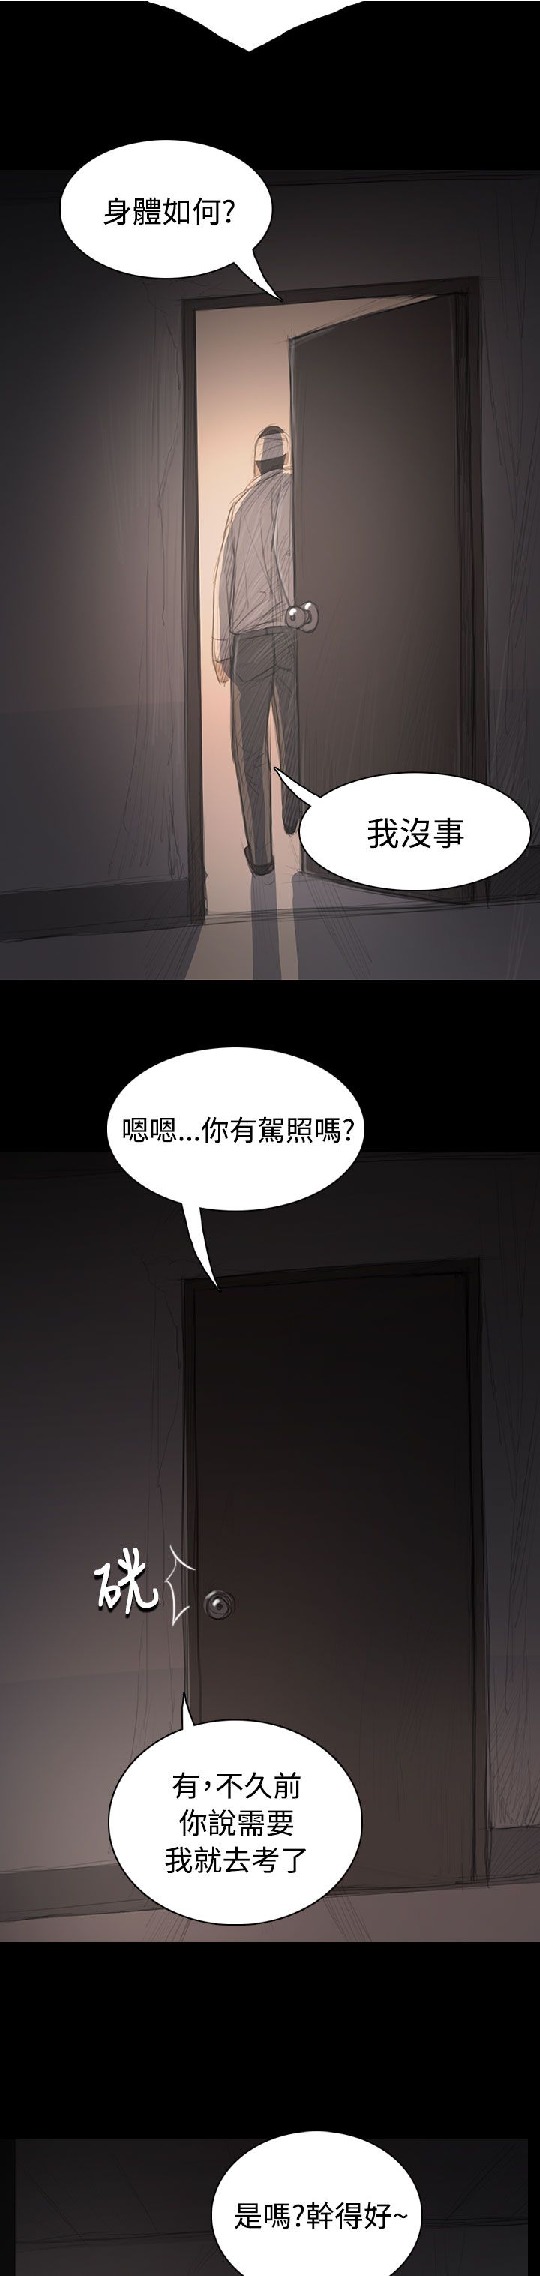 身體如何?
我沒事
嗯嗯...你有駕照嗎?
硄
有,不久前
你說需要
我就去考了
是嗎?幹得好~